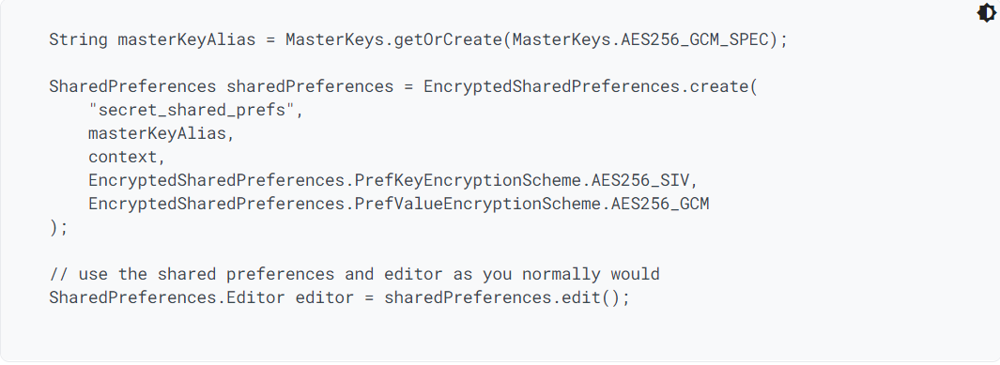 String masterKeyAlias = MasterKeys.getOrCreate(MasterKeys.AES256_GCM_SPEC);
SharedPreferences sharedPreferences = EncryptedSharedPreferences.create(
    "secret_shared_prefs",
    masterKeyAlias,
    context,
    EncryptedSharedPreferences.PrefKeyEncryptionScheme.AES256_SIV,
    EncryptedSharedPreferences.PrefValueEncryptionScheme.AES256_GCM
);
// use the shared preferences and editor as you normally would
SharedPreferences.Editor editor = sharedPreferences.edit();